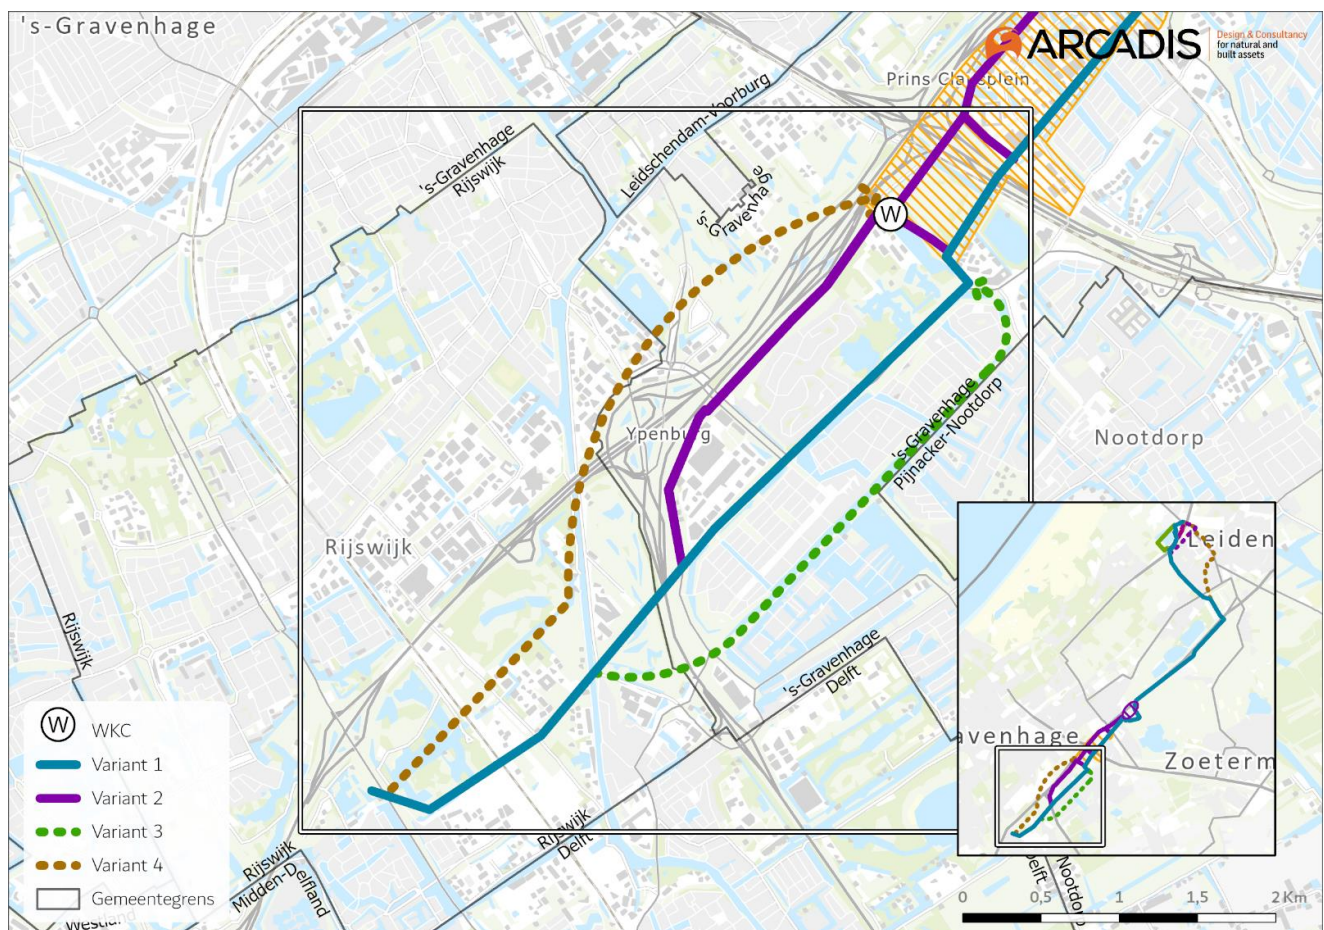 's-Gravenhage
ARCADIS
Design & Consultancy
for natural and
built assets
Prins Clausplein
Leidschendam-Voorburg
's-Gravenhage
Rijswijk
's-Gravenha
ge
W
Ypenburg
's-Gravenhage
Pijnacker-Nootdorp
Nootdorp
Rijswijk
Rijswijk
's-Gravenhage
Delft
Leiden
avenhage
Zoeterm
Rijswijk
Delft
Delft
Nootdorp
Rijswijk
Midden-Delfland
Westland
W WKC
Variant 1
Variant 2
Variant 3
Variant 4
Gemeentegrens
0 0,5 1 1,5 2 Km